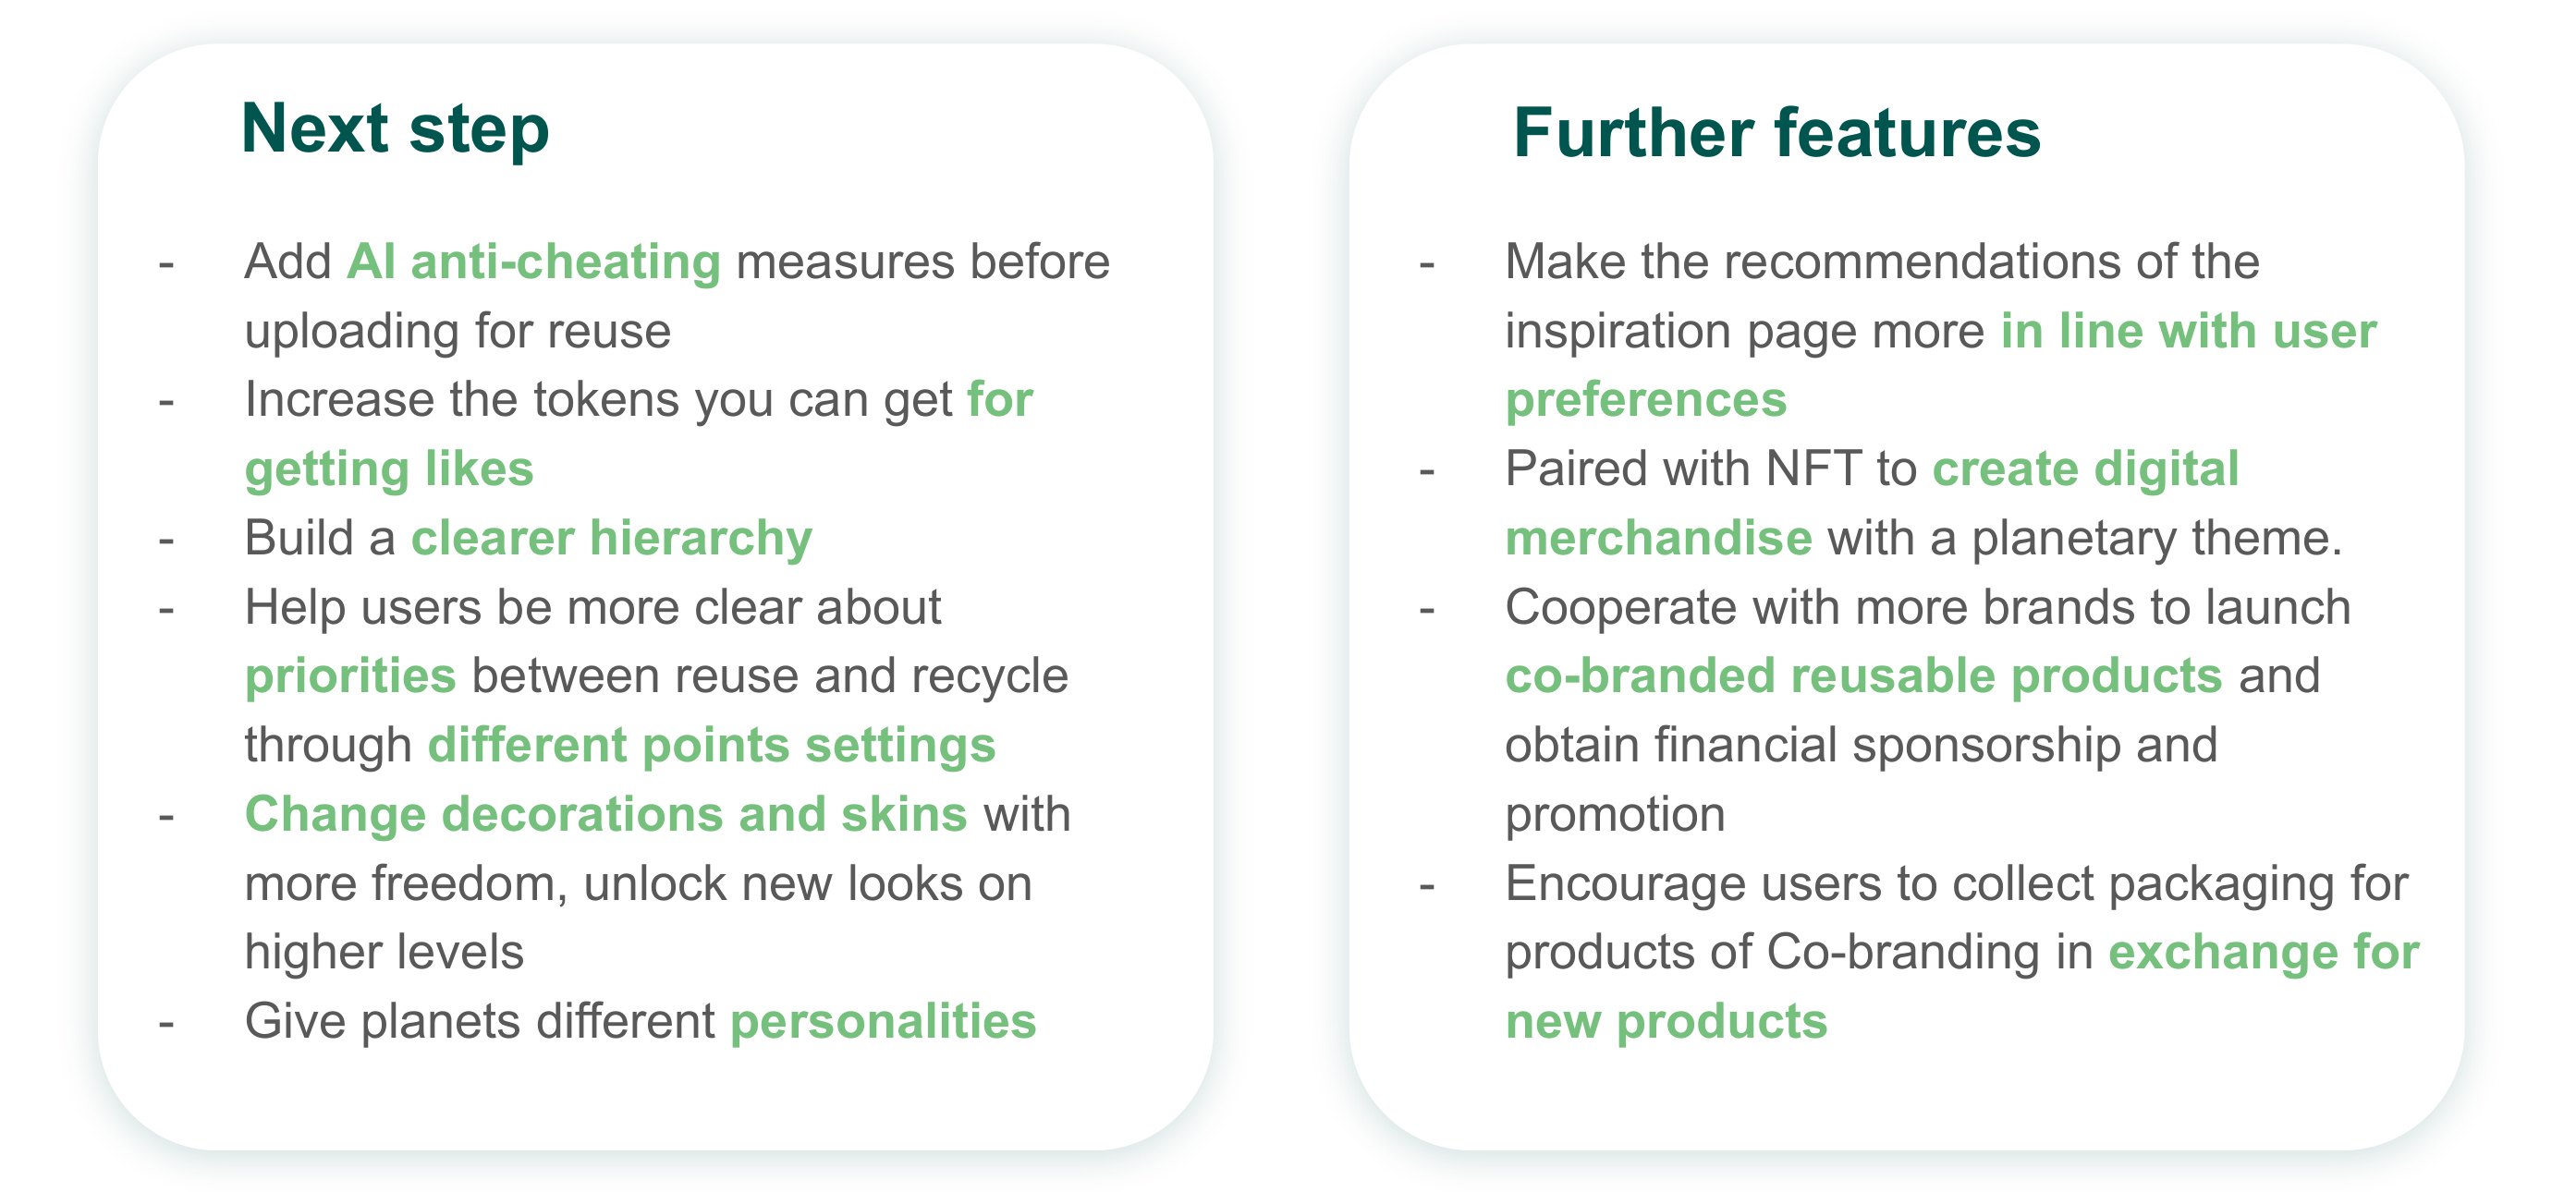 Next step
- Add AI anti-cheating measures before
uploading for reuse
- Increase the tokens you can get for
getting likes
- Build a clearer hierarchy
- Help users be more clear about
priorities between reuse and recycle
through different points settings
- Change decorations and skins with
more freedom, unlock new looks on
higher levels
- Give planets different personalities
Further features
- Make the recommendations of the
inspiration page more in line with user
preferences
- Paired with NFT to create digital
merchandise with a planetary theme.
- Cooperate with more brands to launch
co-branded reusable products and
obtain financial sponsorship and
promotion
- Encourage users to collect packaging for
products of Co-branding in exchange for
new products